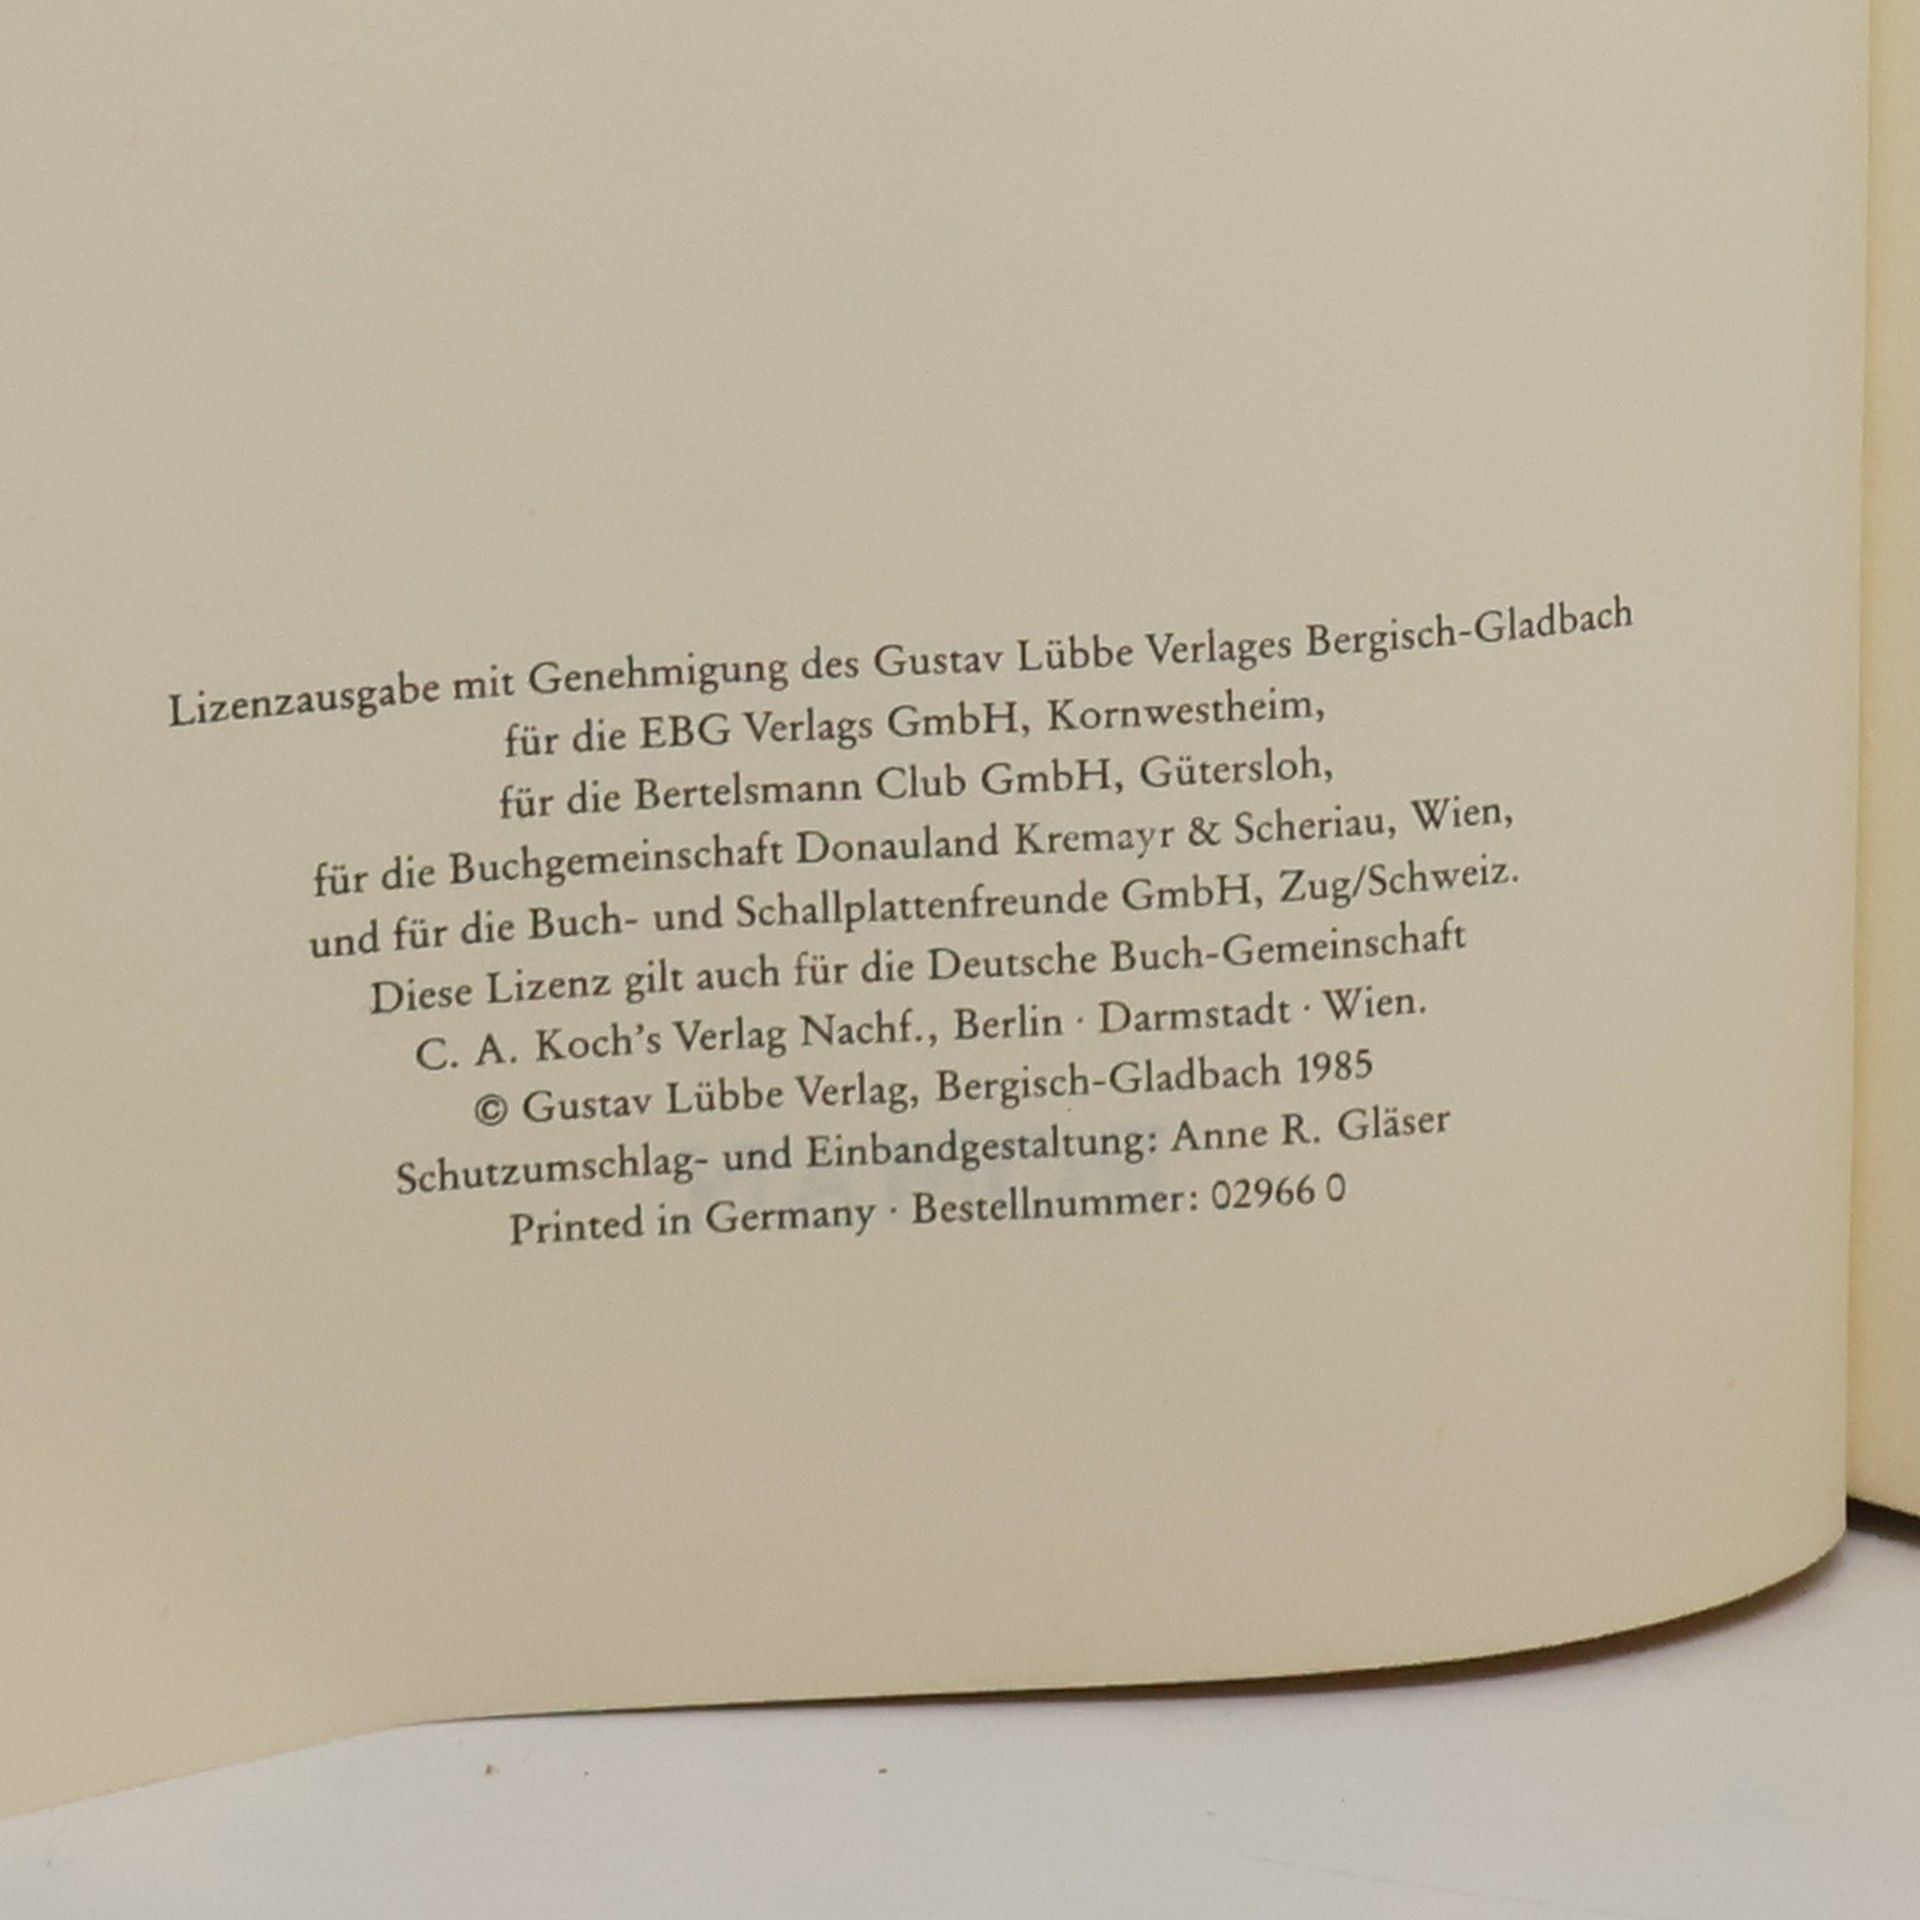 Lizenzausgabe mit Genehmigung des Gustav Lübbe Verlages Bergisch-Gladbach
für die EBG Verlags GmbH, Kornwestheim,
für die Bertelsmann Club GmbH, Gütersloh,
für die Buchgemeinschaft Donauland Kremayr & Scheriau, Wien,
und für die Buch- und Schallplattenfreunde GmbH, Zug/Schweiz.
Diese Lizenz gilt auch für die Deutsche Buch-Gemeinschaft
C. A. Koch's Verlag Nachf., Berlin · Darmstadt · Wien.
© Gustav Lübbe Verlag, Bergisch-Gladbach 1985
Schutzumschlag- und Einbandgestaltung: Anne R. Gläser
Printed in Germany · Bestellnummer: 02966 0